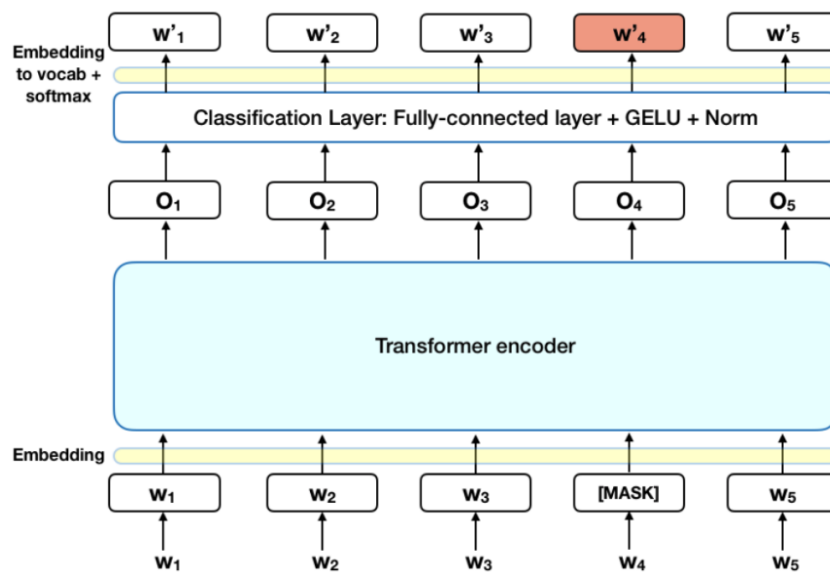 w'₁ w'₂ w'₃ w'₄ w'₅
Embedding
to vocab +
softmax
Classification Layer: Fully-connected layer + GELU + Norm
O₁ O₂ O₃ O₄ O₅
Transformer encoder
Embedding
W₁ W₂ W₃ [MASK] W₅
W₁ W₂ W₃ W₄ W₅